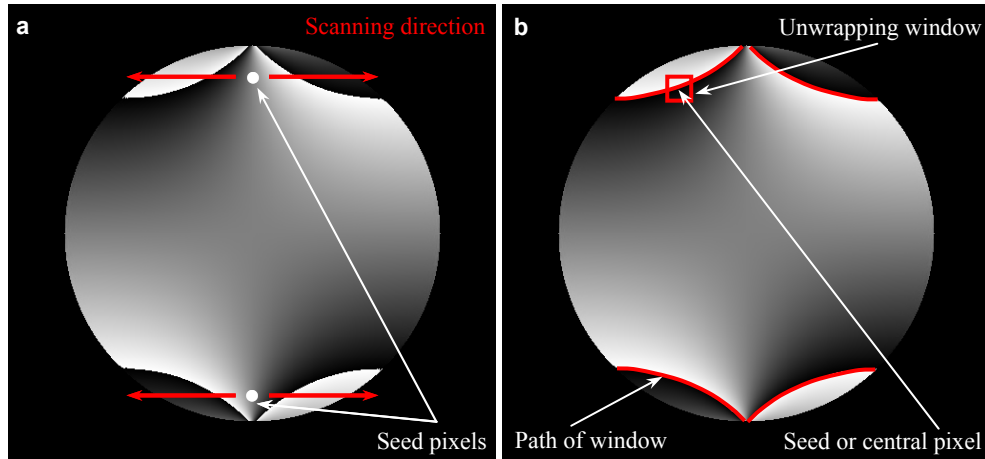 a
Scanning direction
Seed pixels
b
Unwrapping window
Path of window
Seed or central pixel